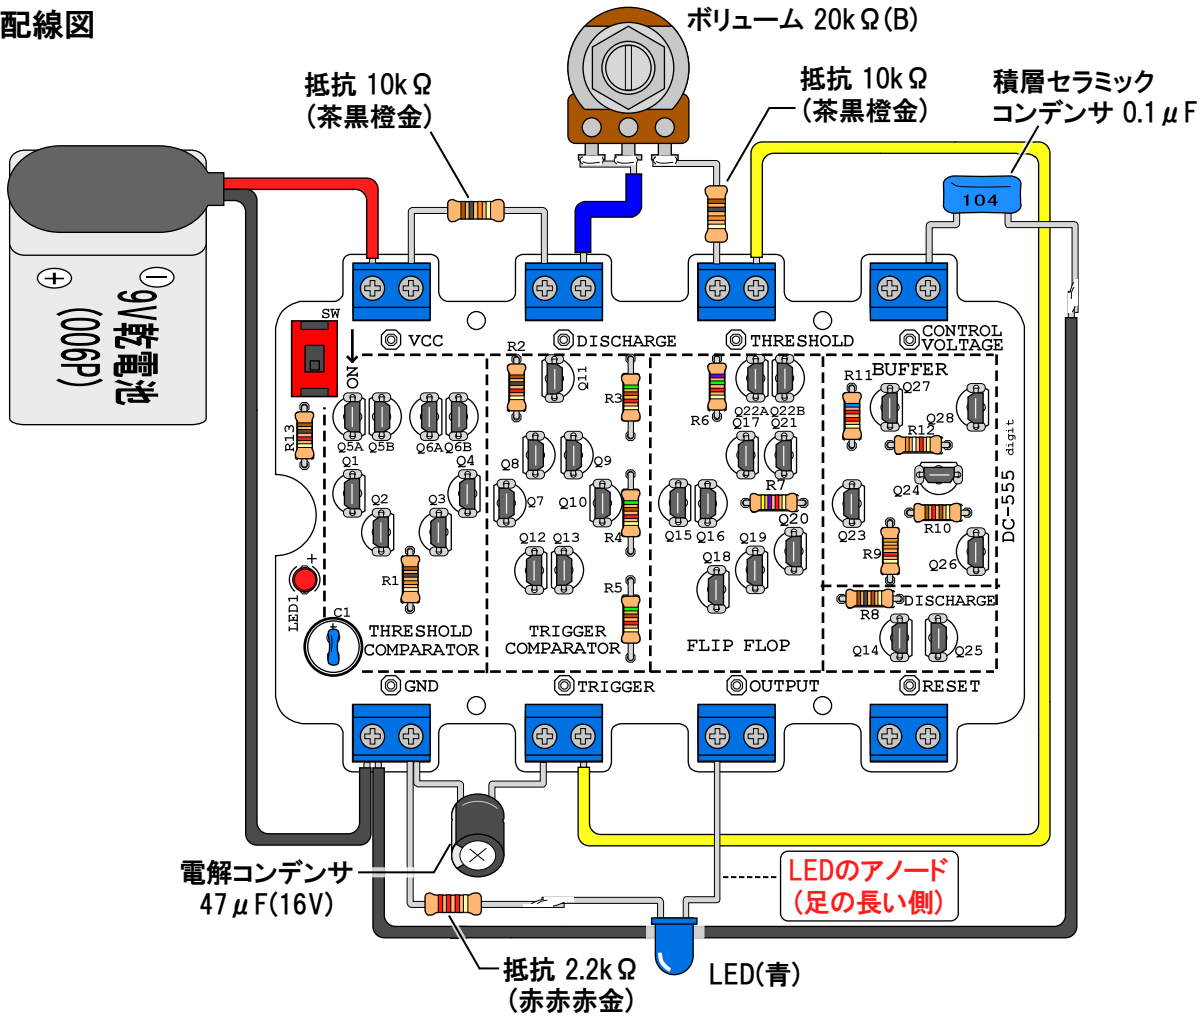 配線図
ボリューム 20kΩ(B)
抵抗 10kΩ
(茶黒橙金)
抵抗 10kΩ
(茶黒橙金)
積層セラミック
コンデンサ 0.1μF
104
+
−
9V乾電池
(006P)
SW
ON
VCC
DISCHARGE
THRESHOLD
CONTROL
VOLTAGE
R13
Q5A
Q5B
Q6A
Q6B
Q1
Q2
Q3
Q4
R1
LED1
+
C1
+
THRESHOLD
COMPARATOR
R2
Q11
R3
Q8
Q9
Q7
Q10
R4
Q12
Q13
R5
TRIGGER
COMPARATOR
R6
Q22A
Q22B
Q17
Q21
R7
Q15
Q16
Q20
Q19
Q18
FLIP FLOP
BUFFER
R11
Q27
Q28
R12
Q24
Q23
R10
R9
Q26
R8
DISCHARGE
Q14
Q25
DC-555
digit
GND
TRIGGER
OUTPUT
RESET
電解コンデンサ
47μF(16V)
LEDのアノード
(足の長い側)
抵抗 2.2kΩ
(赤赤赤金)
LED(青)